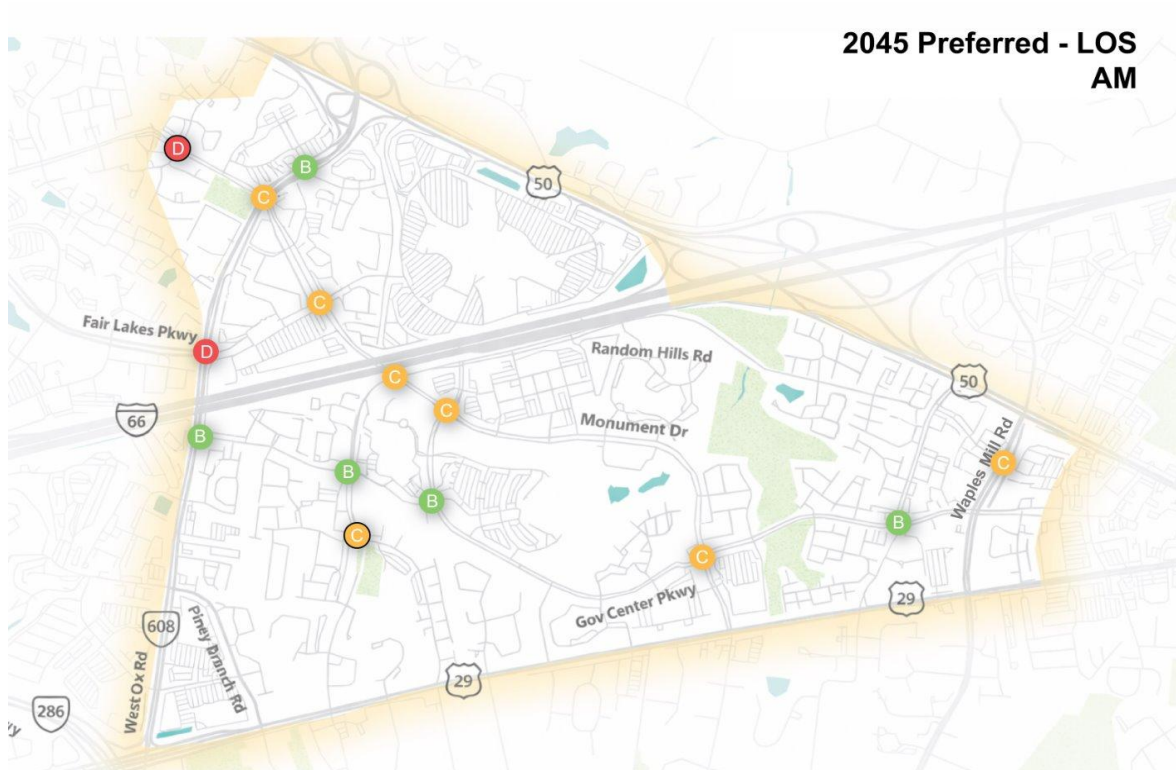 2045 Preferred - LOS
AM
D
B
C
50
C
Fair Lakes Pkwy
D
Random Hills Rd
C
50
C
66
Monument Dr
B
Waples Mill Rd
C
B
B
B
C
C
Gov Center Pkwy
29
608
Piney Branch Rd
29
West Ox Rd
286